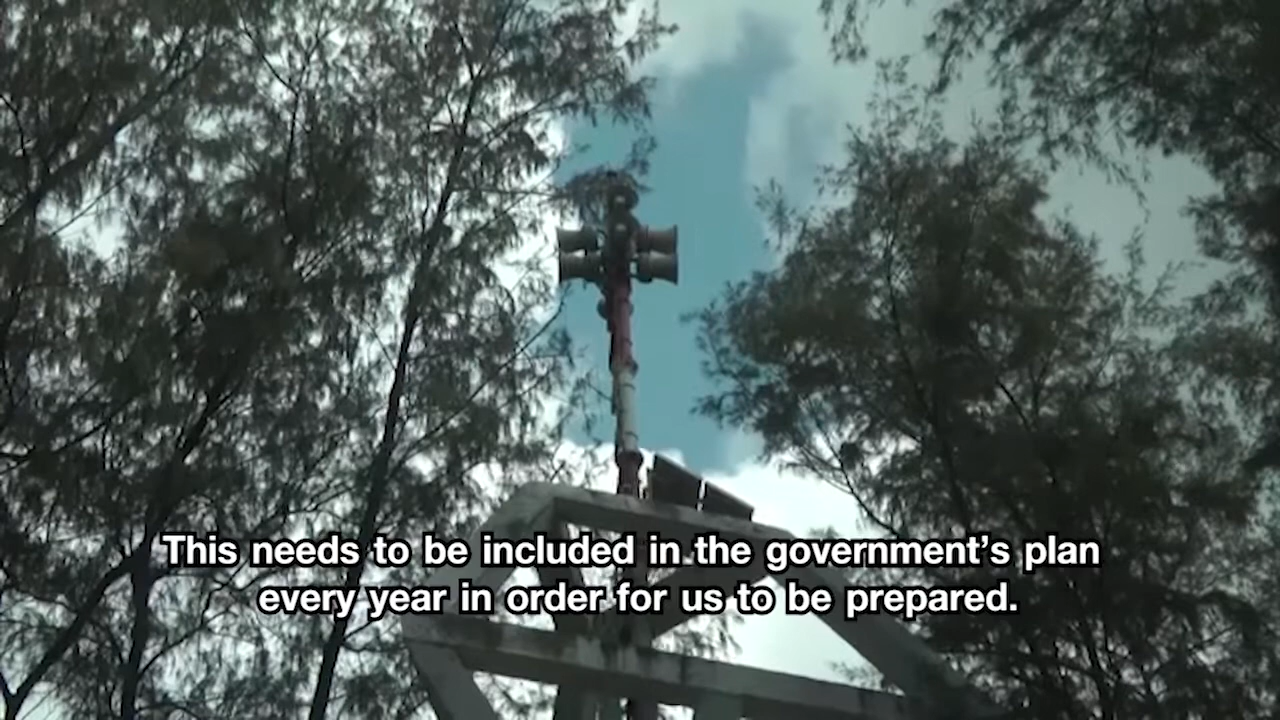 This needs to be included in the government's plan
every year in order for us to be prepared.